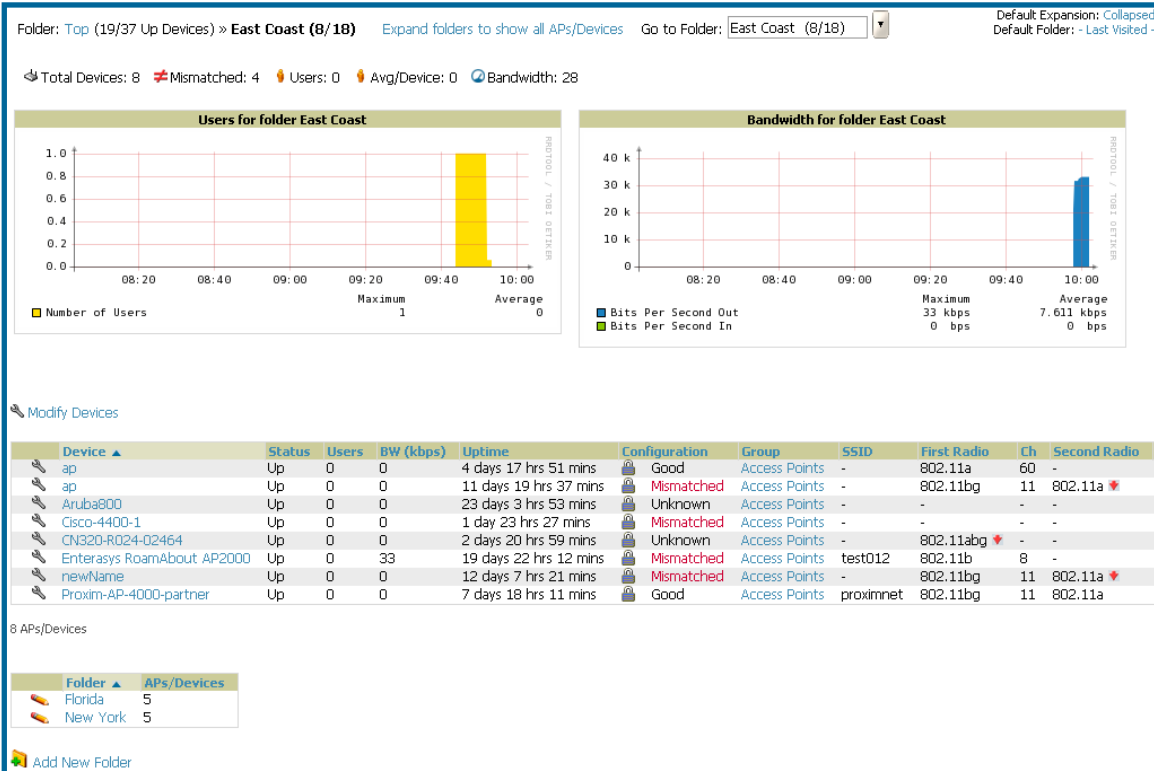 Folder: Top (19/37 Up Devices) » East Coast (8/18) Expand folders to show all APs/Devices Go to Folder: East Coast (8/18) Default Expansion: Collapsed
Default Folder: - Last Visited -
Total Devices: 8 Mismatched: 4 Users: 0 Avg/Device: 0 Bandwidth: 28
Users for folder East Coast
1.0
0.8
0.6
0.4
0.2
0.0
08:20 08:40 09:00 09:20 09:40 10:00
Maximum Average
Number of Users 1 0
RRDTOOL / TOBI OETIKER
Bandwidth for folder East Coast
40 k
30 k
20 k
10 k
0
08:20 08:40 09:00 09:20 09:40 10:00
Maximum Average
Bits Per Second Out 33 kbps 7.611 kbps
Bits Per Second In 0 bps 0 bps
RRDTOOL / TOBI OETIKER
Modify Devices
Device Status Users BW (kbps) Uptime Configuration Group SSID First Radio Ch Second Radio
ap Up 0 0 4 days 17 hrs 51 mins Good Access Points - 802.11a 60 -
ap Up 0 0 11 days 19 hrs 37 mins Mismatched Access Points - 802.11bg 11 802.11a
Aruba800 Up 0 0 23 days 3 hrs 53 mins Unknown Access Points - - - -
Cisco-4400-1 Up 0 0 1 day 23 hrs 27 mins Mismatched Access Points - - - -
CN320-R024-02464 Up 0 0 2 days 20 hrs 59 mins Unknown Access Points - 802.11abg - -
Enterasys RoamAbout AP2000 Up 0 33 19 days 22 hrs 12 mins Mismatched Access Points test012 802.11b 8 -
newName Up 0 0 12 days 7 hrs 21 mins Mismatched Access Points - 802.11bg 11 802.11a
Proxim-AP-4000-partner Up 0 0 7 days 18 hrs 11 mins Good Access Points proximnet 802.11bg 11 802.11a
8 APs/Devices
Folder APs/Devices
Florida 5
New York 5
Add New Folder